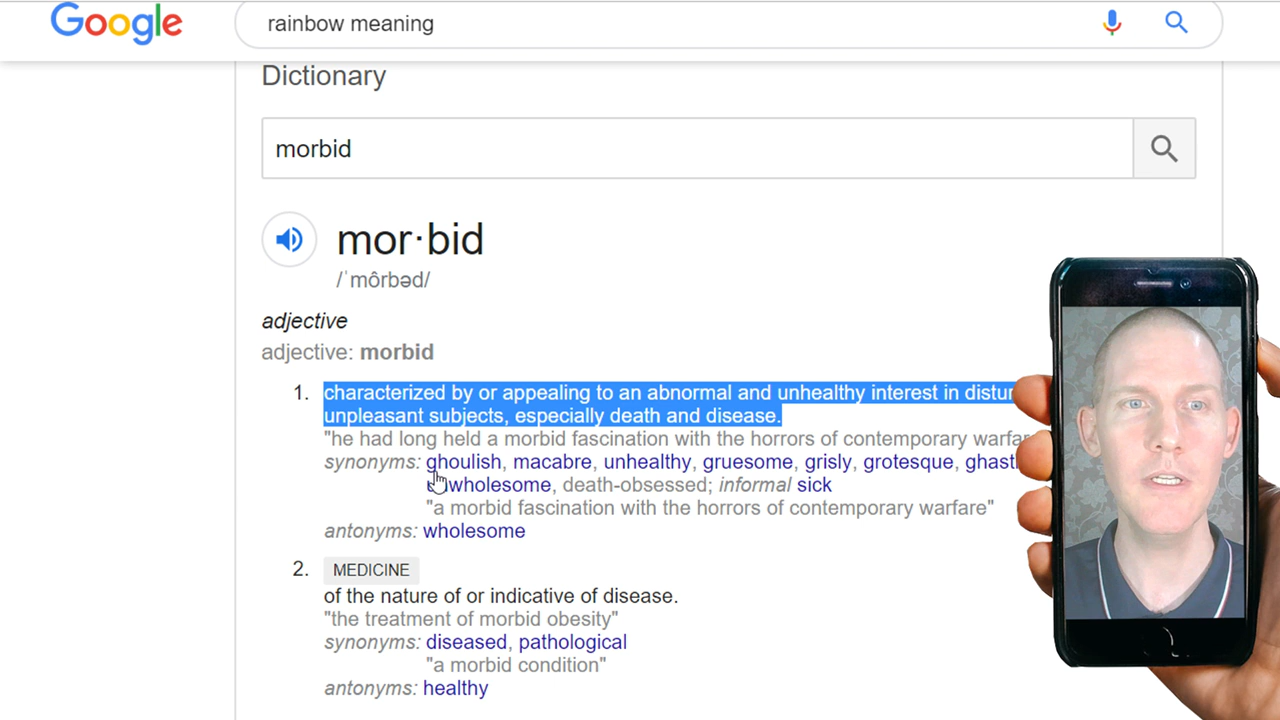 Google
rainbow meaning
Dictionary
morbid
mor·bid
/ˈmôrbəd/
adjective
adjective: morbid
1. characterized by or appealing to an abnormal and unhealthy interest in
unpleasant subjects, especially death and disease.
"he had long held a morbid fascination with the horrors of contemporary
synonyms: ghoulish, macabre, unhealthy, gruesome, grisly, grotesque,
death-obsessed; informal sick
"a morbid fascination with the horrors of contemporary warfare"
antonyms: wholesome
2. MEDICINE
of the nature of or indicative of disease.
"the treatment of morbid obesity"
synonyms: diseased, pathological
"a morbid condition"
antonyms: healthy